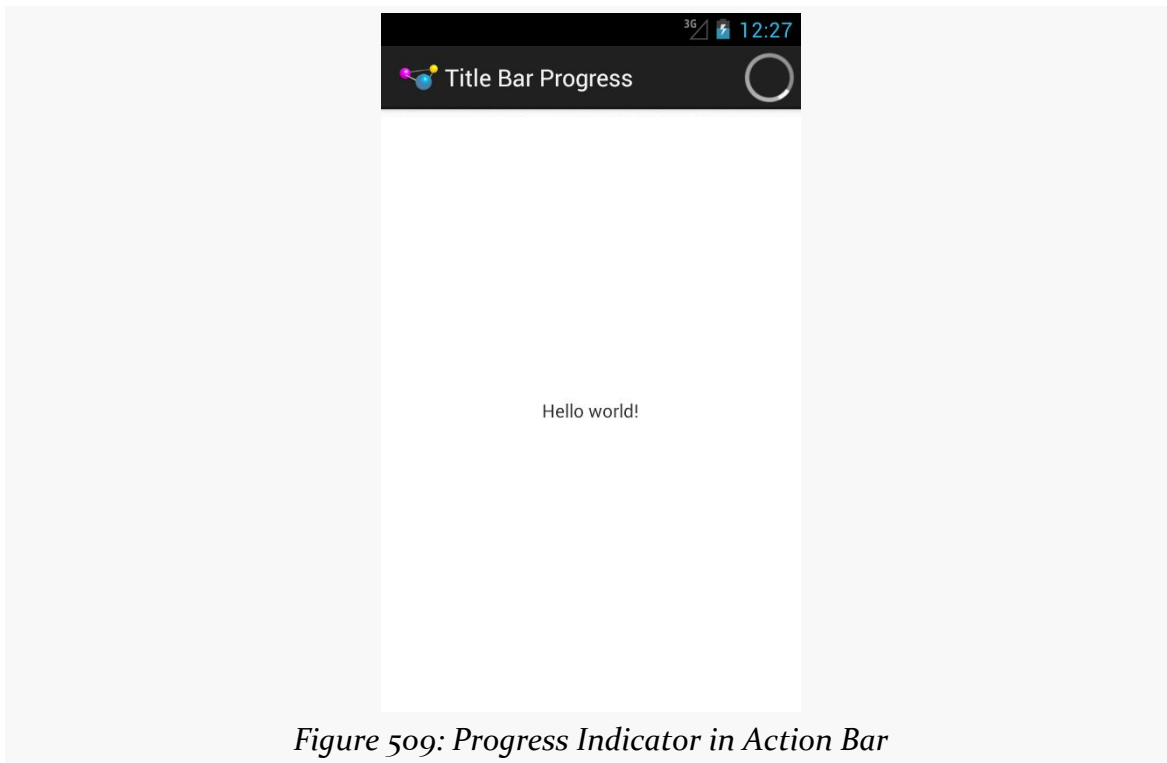 3G 12:27
Title Bar Progress
Hello world!
Figure 509: Progress Indicator in Action Bar